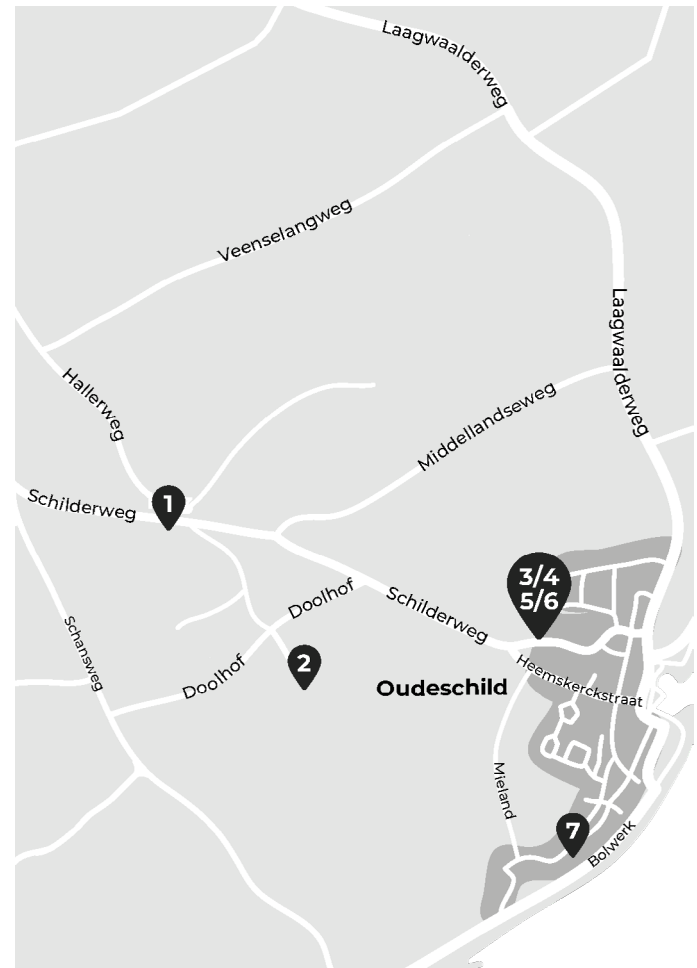 Laagwaalderweg
Veenselangweg
Laagwaalderweg
Hallerweg
Middellandseweg
Schilderweg
1
3/4
5/6
Doolhof
Schilderweg
Schansweg
2
Doolhof
Heemskerckstraat
Oudeschild
Mieland
7
Bolwerk